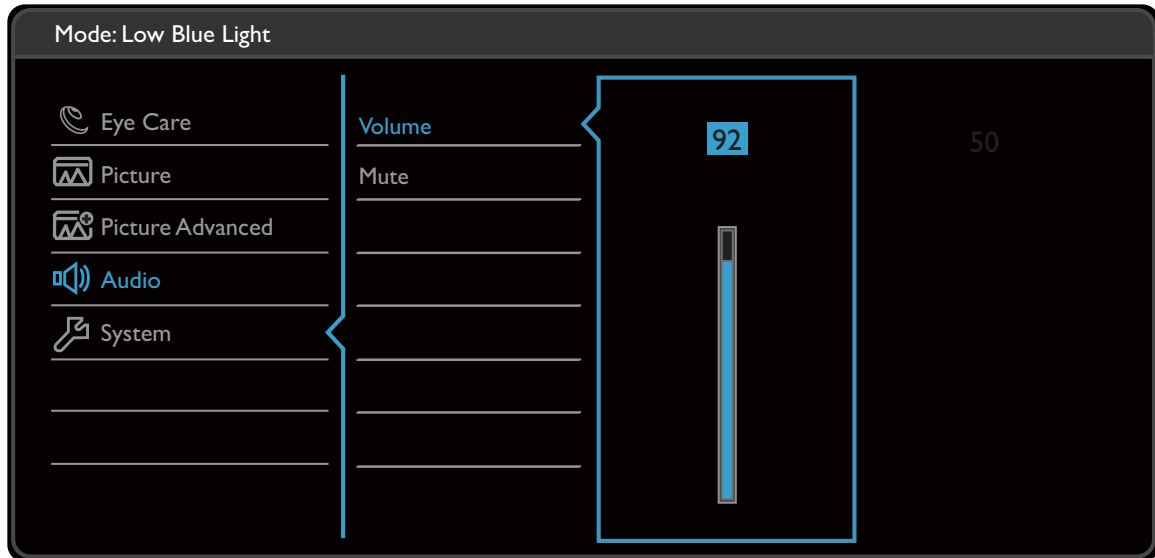 Mode: Low Blue Light
Eye Care
Picture
Picture Advanced
Audio
System
Volume
Mute
92
50